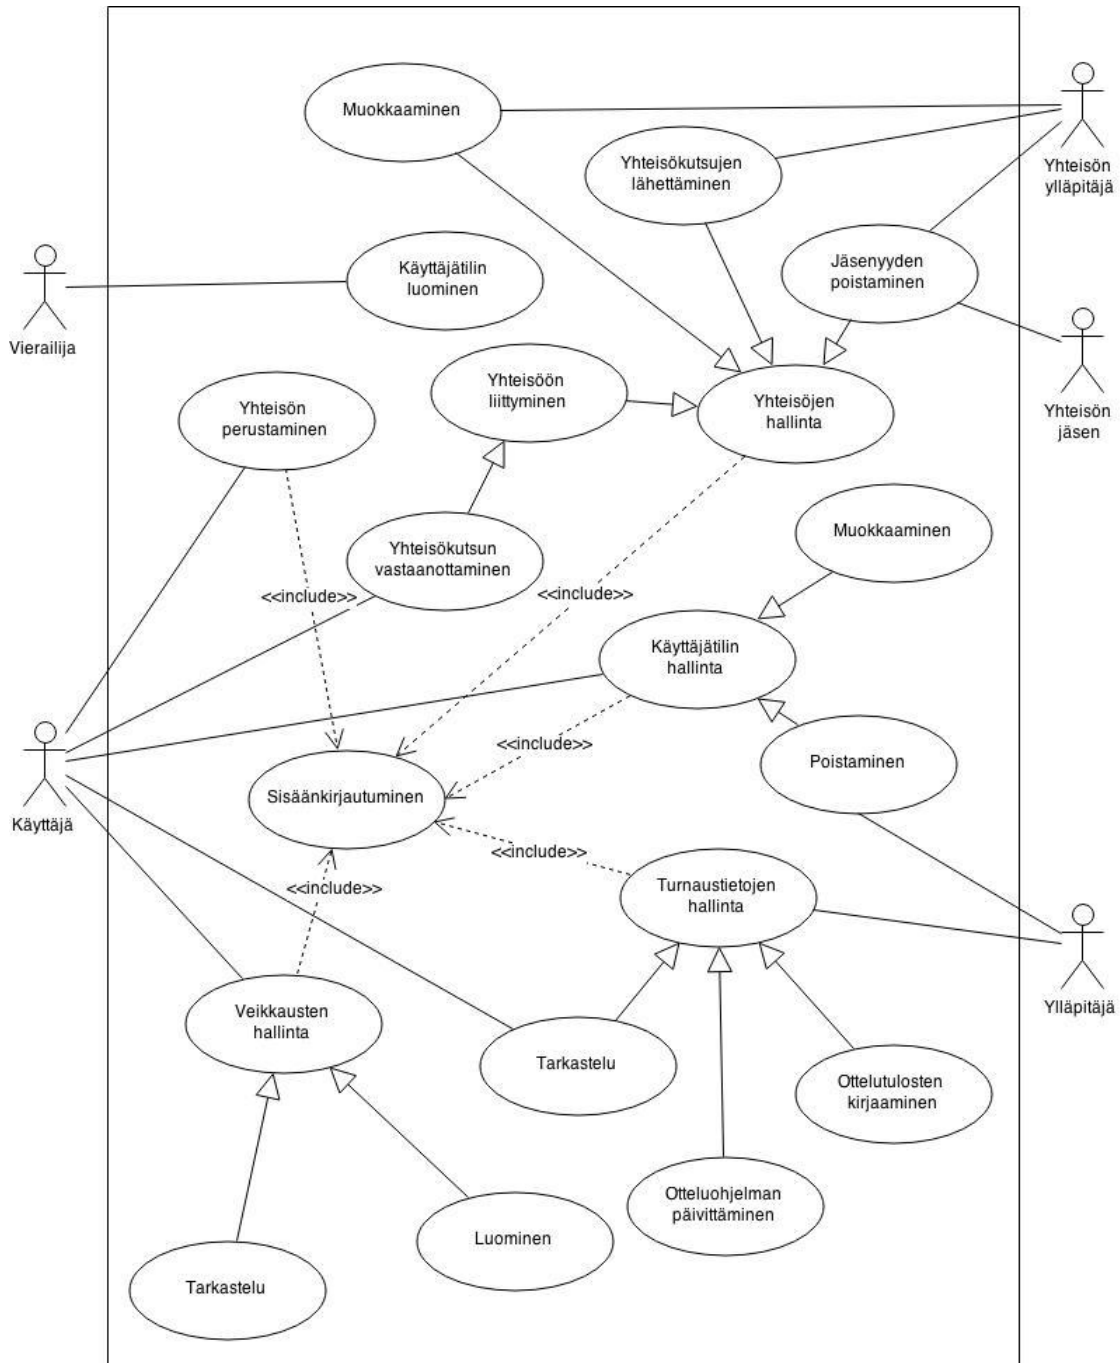 Muokkaaminen
Yhteisökutsujen
lähettäminen
Yhteisön
ylläpitäjä
Käyttäjätilin
luominen
Jäsenyyden
poistaminen
Vierailija
Yhteisön
perustaminen
Yhteisöön
liittyminen
Yhteisöjen
hallinta
Yhteisön
jäsen
Yhteisökutsun
vastaanottaminen
Muokkaaminen
<<include>>
<<include>>
Käyttäjätilin
hallinta
<<include>>
Käyttäjä
Sisäänkirjautuminen
Poistaminen
<<include>>
<<include>>
Turnaustietojen
hallinta
Ylläpitäjä
Veikkausten
hallinta
Tarkastelu
Ottelutulosten
kirjaaminen
Otteluohjelman
päivittäminen
Luominen
Tarkastelu